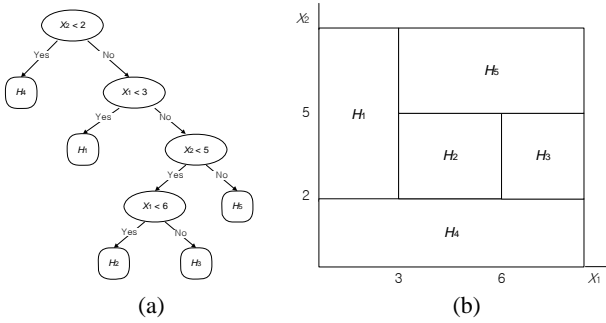 X2 < 2
Yes
No
H4
X1 < 3
Yes
No
H1
X2 < 5
Yes
No
X1 < 6
H5
Yes
No
H2
H3
(a)
X2
H5
5
H1
H2
H3
2
H4
3
6
X1
(b)